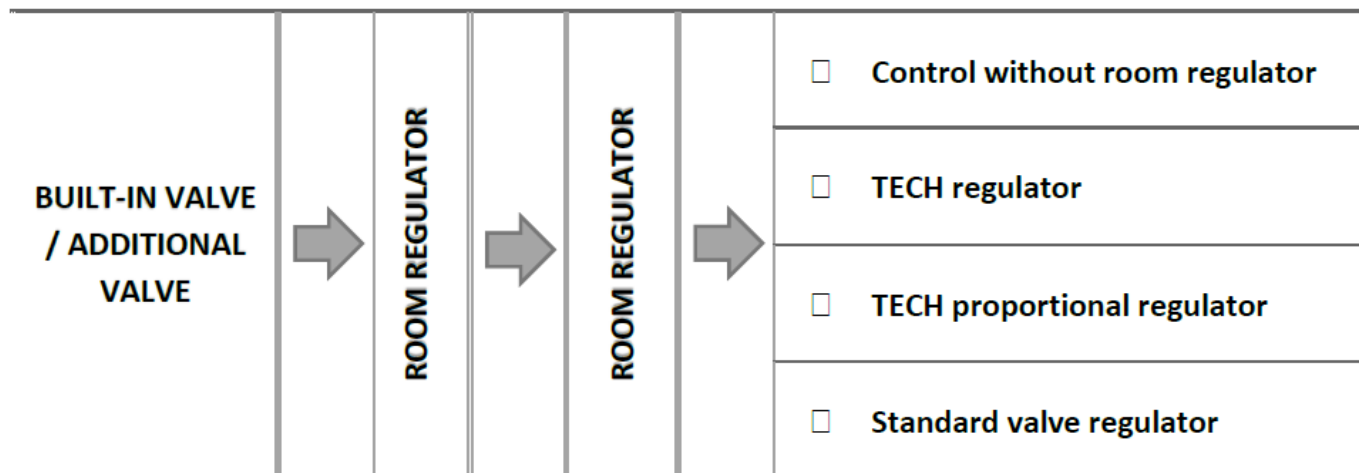 BUILT-IN VALVE
/ ADDITIONAL
VALVE
ROOM REGULATOR
ROOM REGULATOR
Control without room regulator
TECH regulator
TECH proportional regulator
Standard valve regulator